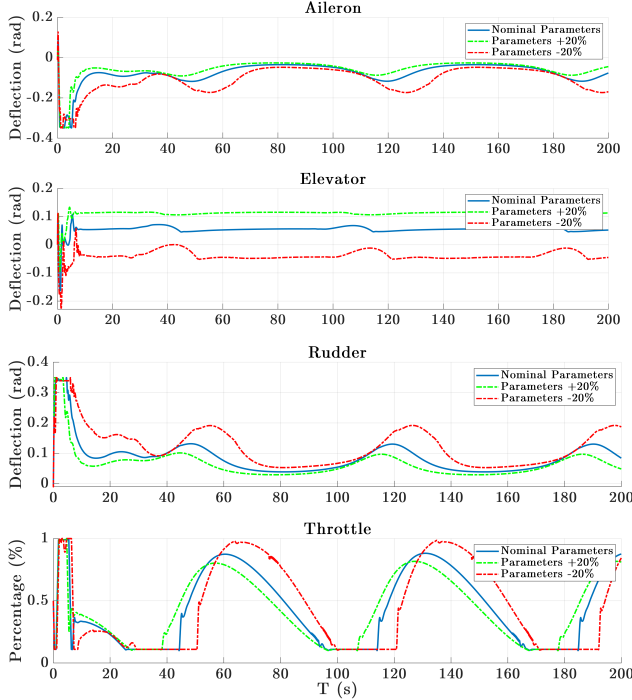 Aileron
Deflection (rad)
0.2
0
-0.2
-0.4
Nominal Parameters
Parameters +20%
Parameters -20%
0 20 40 60 80 100 120 140 160 180 200
Elevator
Deflection (rad)
0.2
0.1
0
-0.1
-0.2
Nominal Parameters
Parameters +20%
Parameters -20%
0 20 40 60 80 100 120 140 160 180 200
Rudder
Deflection (rad)
0.4
0.3
0.2
0.1
0
Nominal Parameters
Parameters +20%
Parameters -20%
0 20 40 60 80 100 120 140 160 180 200
Throttle
Percentage (%)
1
0.5
0
Nominal Parameters
Parameters +20%
Parameters -20%
0 20 40 60 80 100 120 140 160 180 200
T (s)